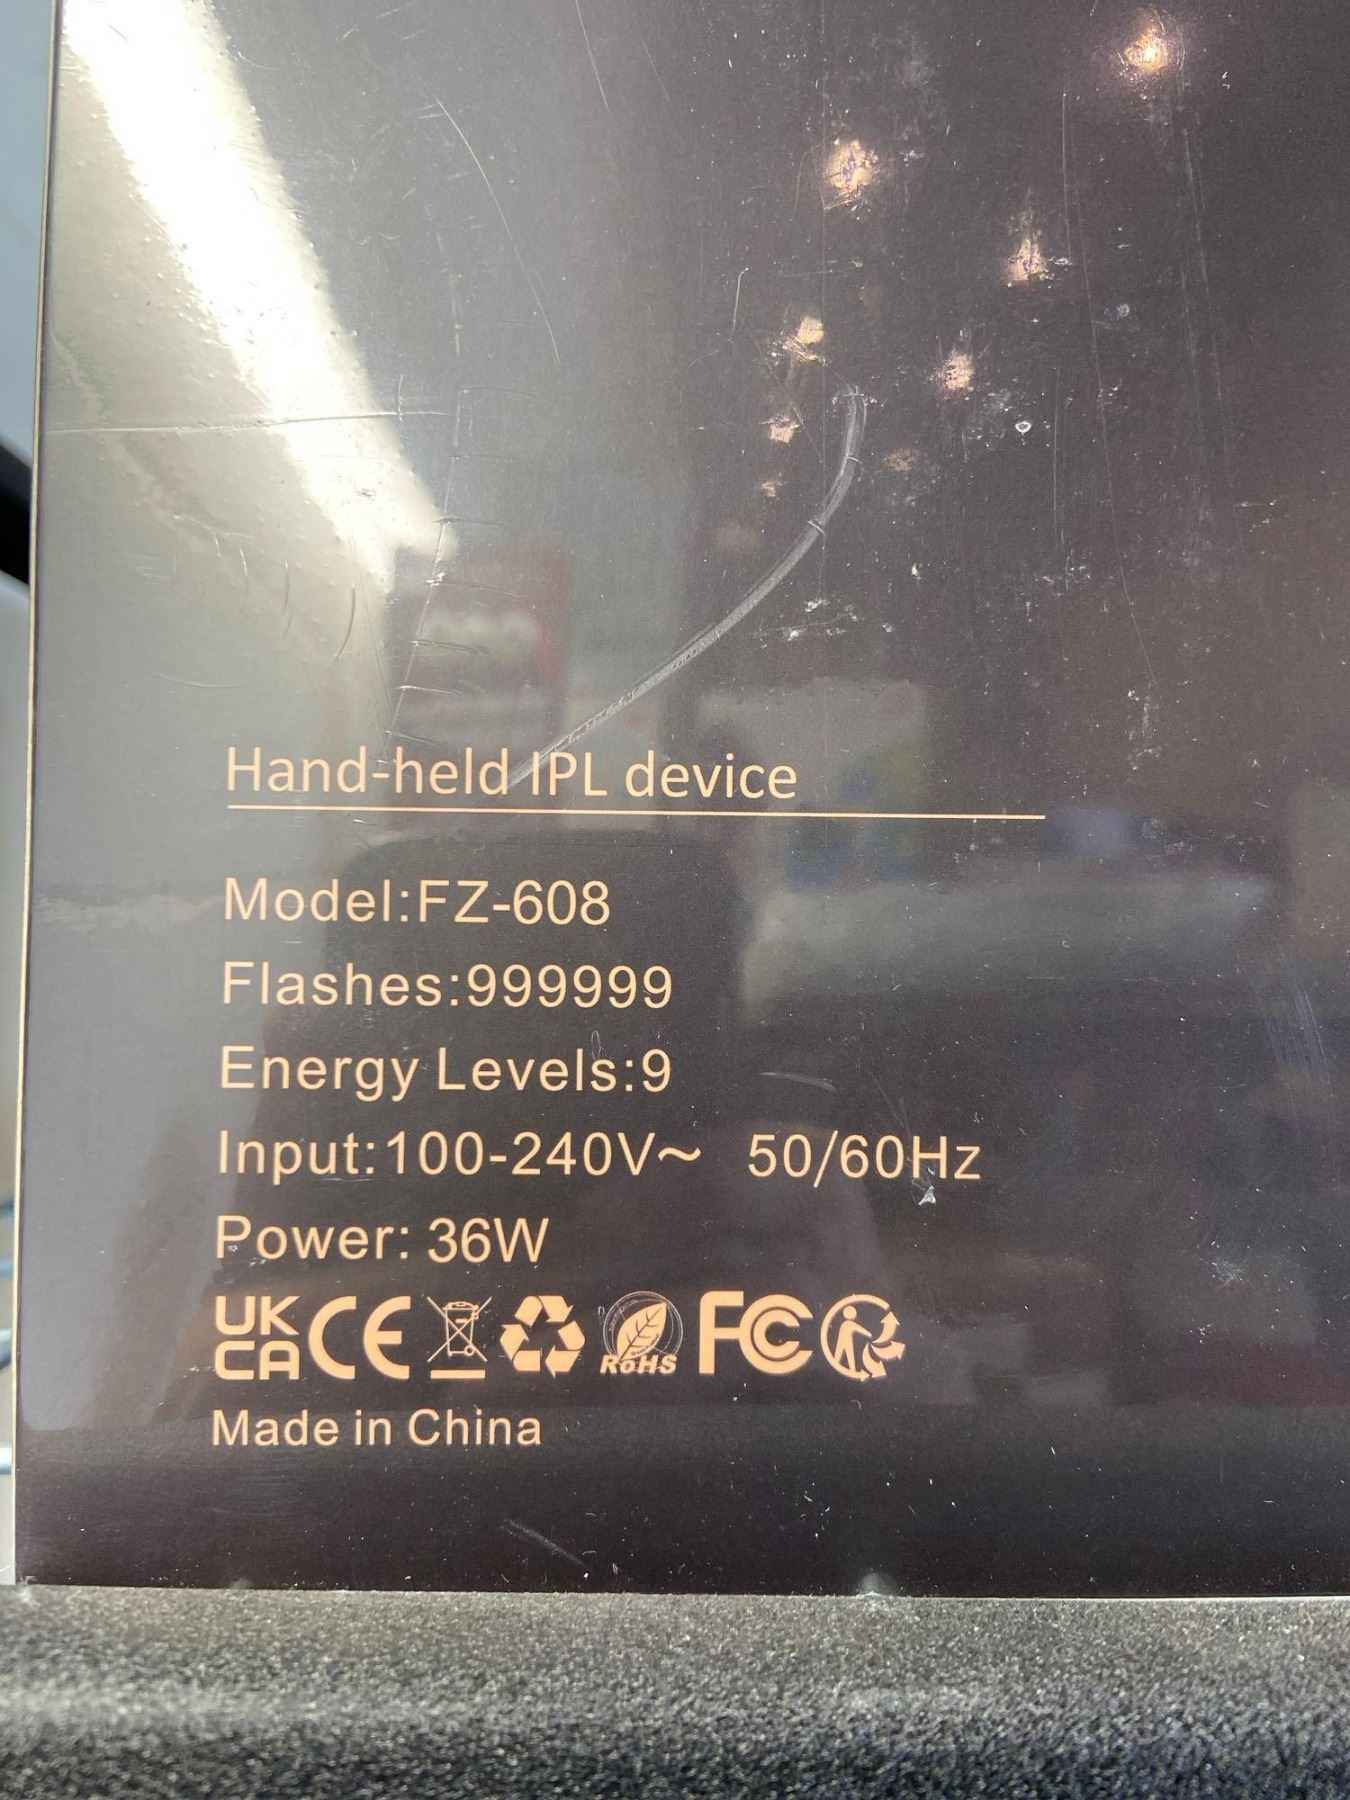 Hand-held IPL device
Model:FZ-608
Flashes:999999
Energy Levels:9
Input:100-240V~ 50/60Hz
Power: 36W
UK
CA CE RoHS FC
Made in China